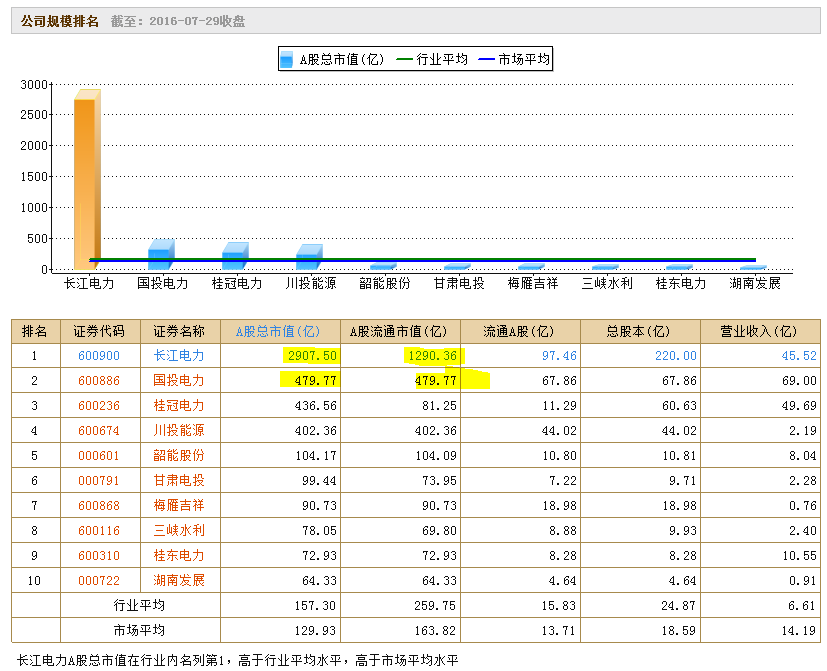 公司规模排名 截至：2016-07-29收盘
A股总市值(亿) 行业平均 市场平均
3000
2500
2000
1500
1000
500
0
长江电力 国投电力 桂冠电力 川投能源 韶能股份 甘肃电投 梅雁吉祥 三峡水利 桂东电力 湖南发展
排名 证券代码 证券名称 A股总市值(亿) A股流通市值(亿) 流通A股(亿) 总股本(亿) 营业收入(亿)
1 600900 长江电力 2907.50 1290.36 97.46 220.00 45.52
2 600886 国投电力 479.77 479.77 67.86 67.86 69.00
3 600236 桂冠电力 436.56 81.25 11.29 60.63 49.69
4 600674 川投能源 402.36 402.36 44.02 44.02 2.19
5 000601 韶能股份 104.17 104.09 10.80 10.81 8.04
6 000791 甘肃电投 99.44 73.95 7.22 9.71 2.28
7 600868 梅雁吉祥 90.73 90.73 18.98 18.98 0.76
8 600116 三峡水利 78.05 69.80 8.88 9.93 2.40
9 600310 桂东电力 72.93 72.93 8.28 8.28 10.55
10 000722 湖南发展 64.33 64.33 4.64 4.64 0.91
行业平均 157.30 259.75 15.83 24.87 6.61
市场平均 129.93 163.82 13.71 18.59 14.19
长江电力A股总市值在行业内名列第1，高于行业平均水平，高于市场平均水平